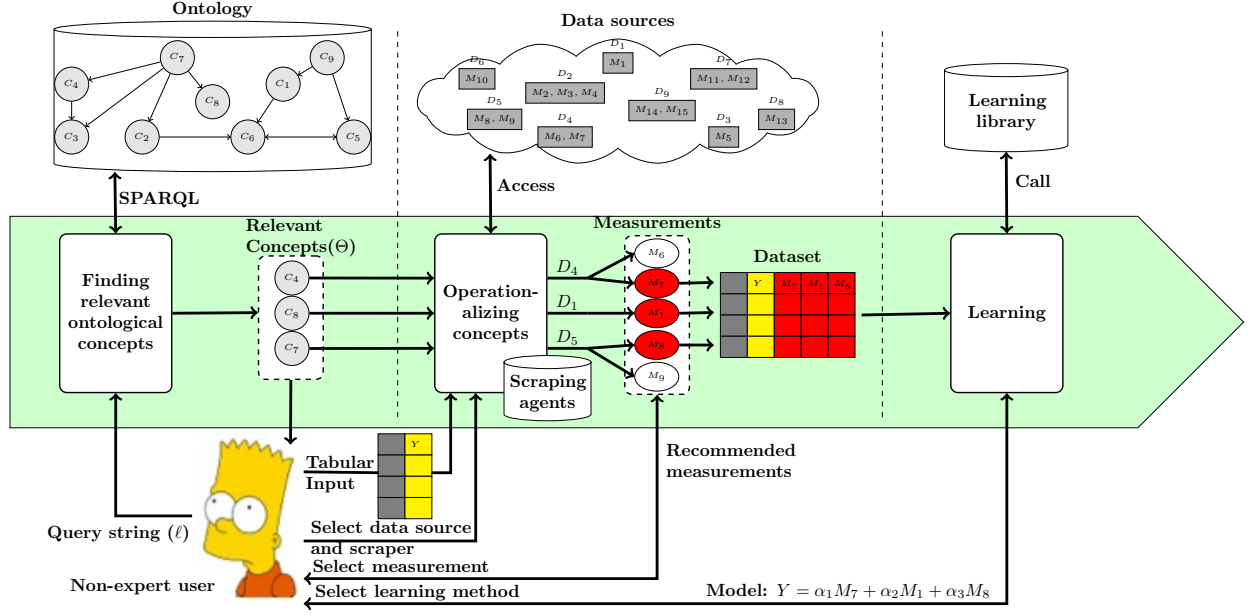 Ontology
Data sources
C₇
C₉
C₄
C₁
C₈
C₃
C₂
C₆
C₅
D₁
M₁
D₆
M₁₀
D₂
M₂, M₃, M₄
D₇
M₁₁, M₁₂
D₅
M₈, M₉
D₉
M₁₄, M₁₅
D₈
M₁₃
D₄
M₆, M₇
D₃
M₅
Learning
library
SPARQL
Access
Call
Relevant
Concepts(Θ)
Measurements
Finding
relevant
ontological
concepts
C₄
C₈
C₇
Operation-
alizing
concepts
Scraping
agents
D₄
D₁
D₅
M₆
M₇
M₁
M₈
M₉
Dataset
Y M₇ M₁ M₈
Learning
Tabular
Input
Y
Recommended
measurements
Query string (ℓ)
Select data source
and scraper
Select measurement
Non-expert user
Select learning method
Model: Y = α₁M₇ + α₂M₁ + α₃M₈